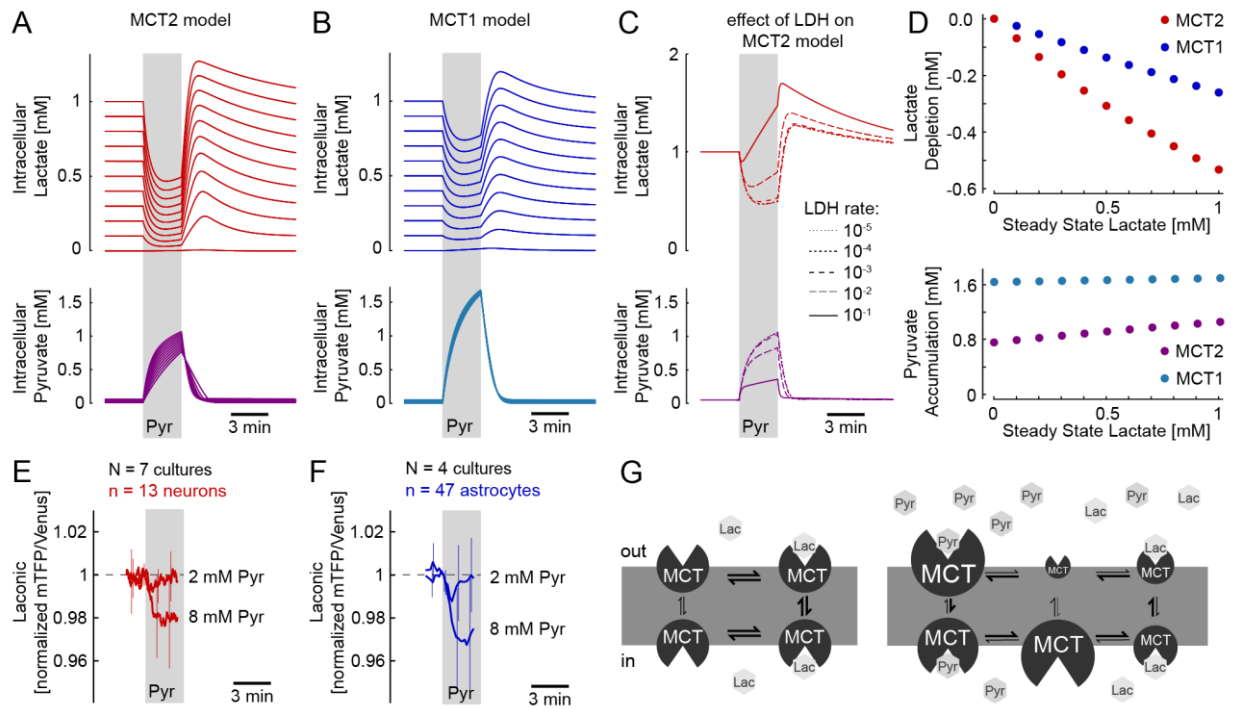 A
MCT2 model
Intracellular
Lactate [mM]
1
0.5
0
Intracellular
Pyruvate [mM]
1.5
1
0.5
0
Pyr
3 min
B
MCT1 model
Intracellular
Lactate [mM]
1
0.5
0
Intracellular
Pyruvate [mM]
1.5
1
0.5
0
Pyr
3 min
C
effect of LDH on
MCT2 model
Intracellular
Lactate [mM]
2
1
0
LDH rate:
10⁻⁵
10⁻⁴
10⁻³
10⁻²
10⁻¹
Intracellular
Pyruvate [mM]
1.5
1
0.5
0
Pyr
3 min
D
MCT2
MCT1
Lactate
Depletion [mM]
0.0
-0.2
-0.6
0
0.5
1
Steady State Lactate [mM]
Pyruvate
Accumulation [mM]
1.6
0.8
0
MCT2
MCT1
0
0.5
1
Steady State Lactate [mM]
E
N = 7 cultures
n = 13 neurons
Laconic
[normalized mTFP/Venus]
1.02
1
0.98
0.96
2 mM Pyr
8 mM Pyr
Pyr
3 min
F
N = 4 cultures
n = 47 astrocytes
Laconic
[normalized mTFP/Venus]
1.02
1
0.98
0.96
2 mM Pyr
8 mM Pyr
Pyr
3 min
G
out
in
Lac
Lac
MCT
MCT
MCT
MCT
Lac
Lac
Pyr
Pyr
Pyr
Pyr
Lac
Pyr
Lac
Pyr
Lac
MCT
MCT
MCT
MCT
MCT
MCT
Pyr
Lac
Pyr
Lac
Lac